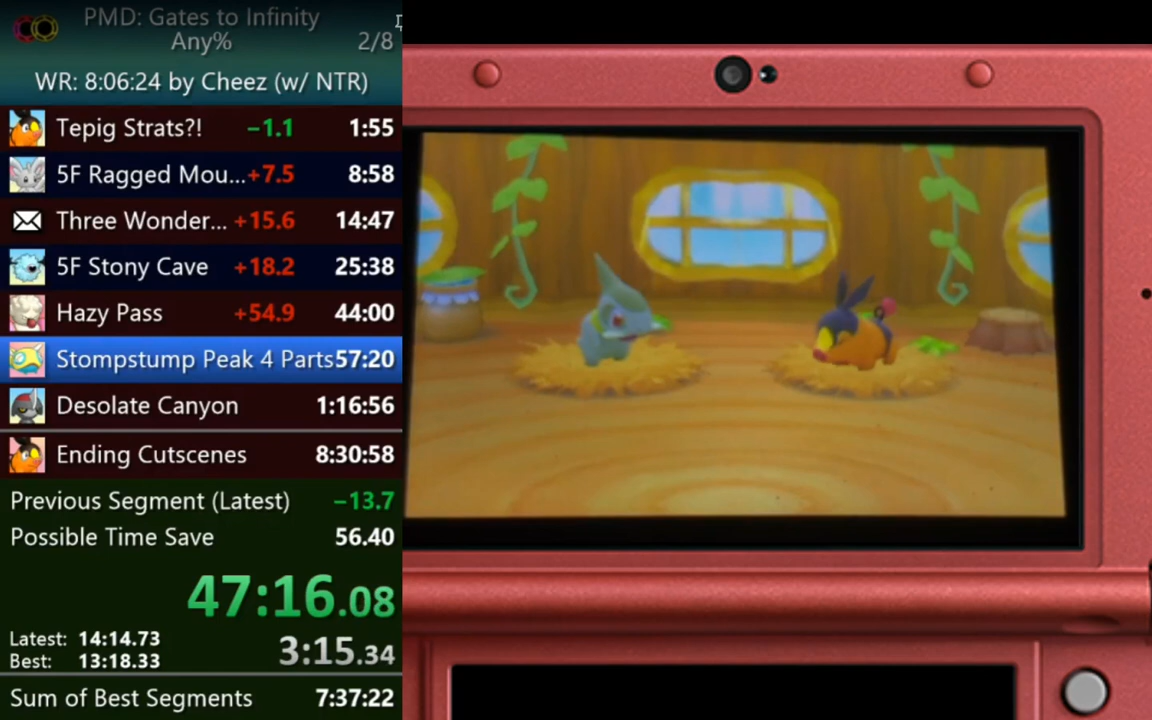 PMD: Gates to Infinity
Any% 2/8
WR: 8:06:24 by Cheez (w/ NTR)
Tepig Strats?! −1.1 1:55
5F Ragged Mou... +7.5 8:58
Three Wonder... +15.6 14:47
5F Stony Cave +18.2 25:38
Hazy Pass +54.9 44:00
Stompstump Peak 4 Parts 57:20
Desolate Canyon 1:16:56
Ending Cutscenes 8:30:58
Previous Segment (Latest) −13.7
Possible Time Save 56.40
47:16.08
Latest: 14:14.73
Best: 13:18.33
3:15.34
Sum of Best Segments 7:37:22